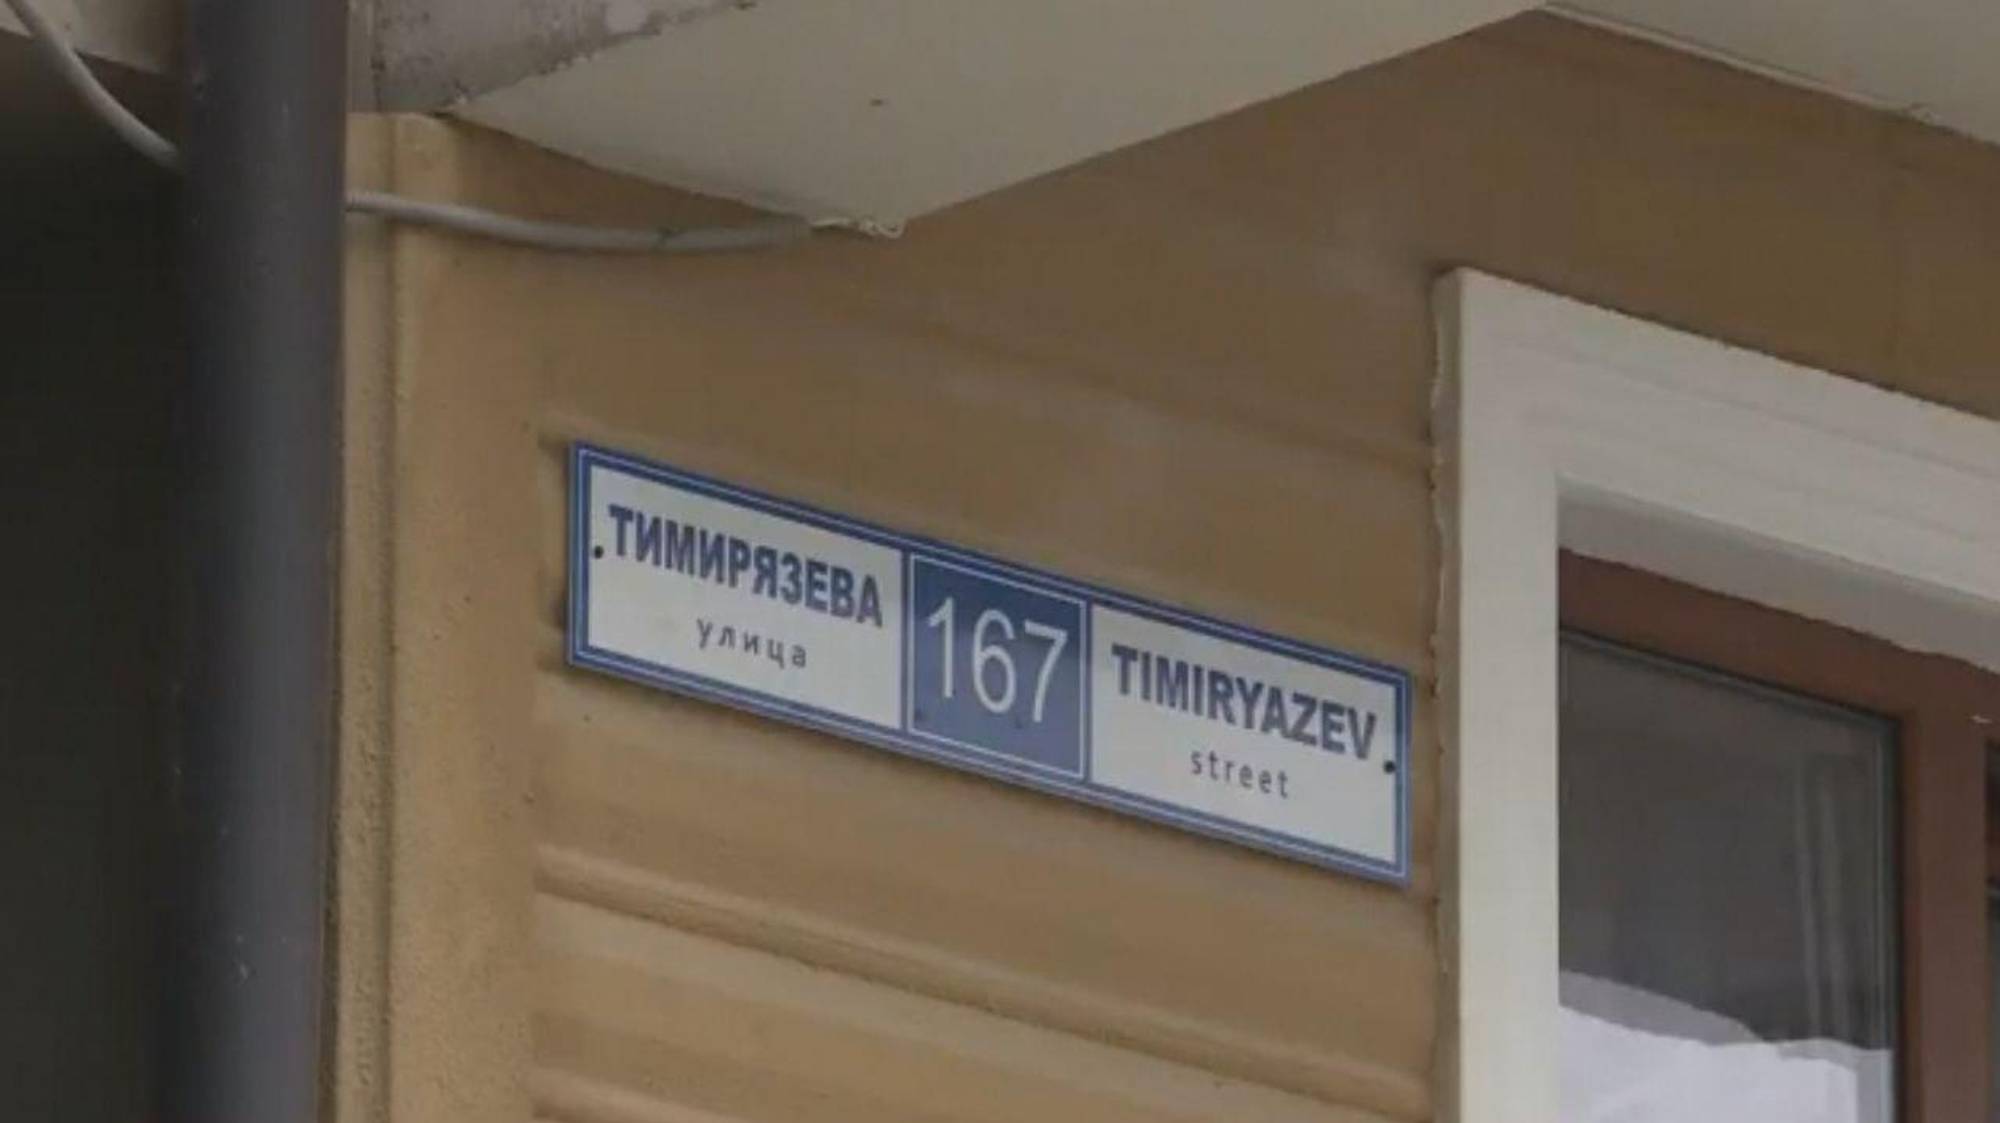 ТИМИРЯЗЕВА
улица
167
TIMIRYAZEV
street